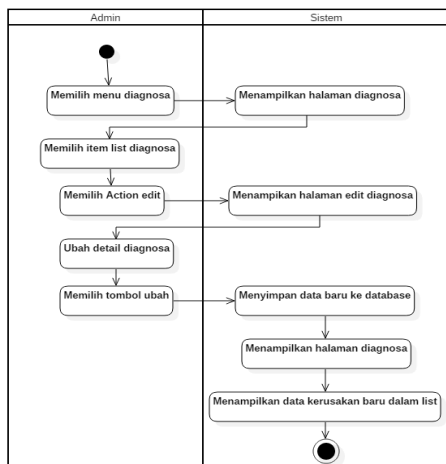 Admin
Sistem
Memilih menu diagnosa
Menampilkan halaman diagnosa
Memilih item list diagnosa
Memilih Action edit
Menampikan halaman edit diagnosa
Ubah detail diagnosa
Memilih tombol ubah
Menyimpan data baru ke database
Menampilkan halaman diagnosa
Menampilkan data kerusakan baru dalam list